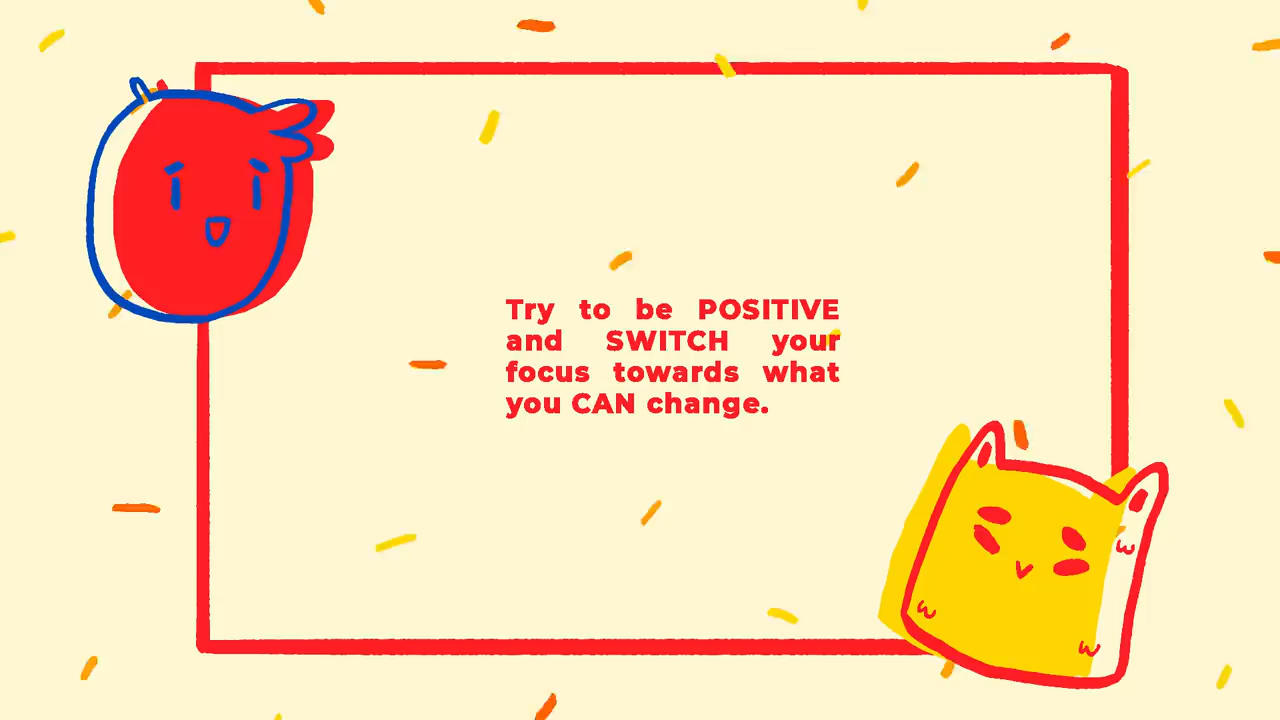 Try to be POSITIVE
and SWITCH your
focus towards what
you CAN change.